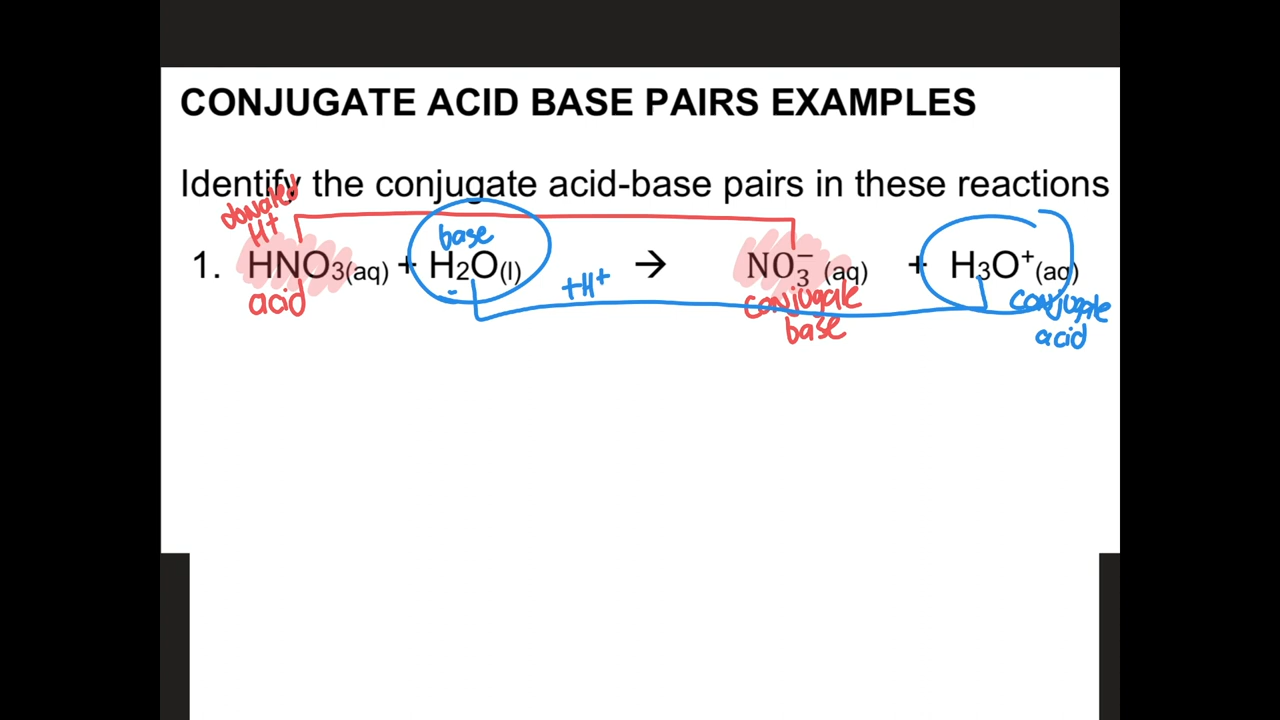 CONJUGATE ACID BASE PAIRS EXAMPLES
Identify the conjugate acid-base pairs in these reactions
donated
H+
base
1. HNO₃(aq) + H₂O(l) → NO₃⁻ (aq) + H₃O⁺(aq)
+H+
acid
conjugate
base
conjugate
acid